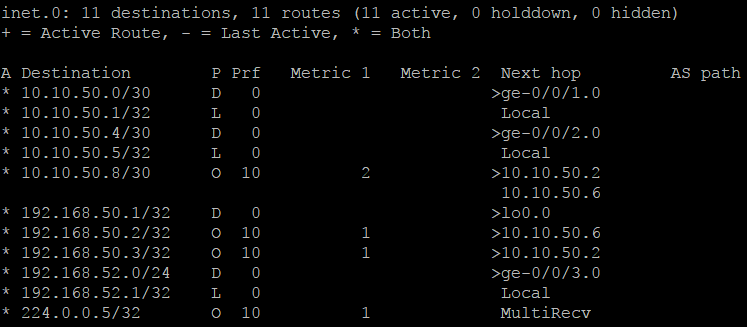 inet.0: 11 destinations, 11 routes (11 active, 0 holddown, 0 hidden)
+ = Active Route, - = Last Active, * = Both
A Destination        P Prf   Metric 1   Metric 2  Next hop         AS path
* 10.10.50.0/30      D   0                       >ge-0/0/1.0
* 10.10.50.1/32      L   0                        Local
* 10.10.50.4/30      D   0                       >ge-0/0/2.0
* 10.10.50.5/32      L   0                        Local
* 10.10.50.8/30      O  10          2            >10.10.50.2
                                                  10.10.50.6
* 192.168.50.1/32    D   0                       >lo0.0
* 192.168.50.2/32    O  10          1            >10.10.50.6
* 192.168.50.3/32    O  10          1            >10.10.50.2
* 192.168.52.0/24    D   0                       >ge-0/0/3.0
* 192.168.52.1/32    L   0                        Local
* 224.0.0.5/32       O  10          1             MultiRecv